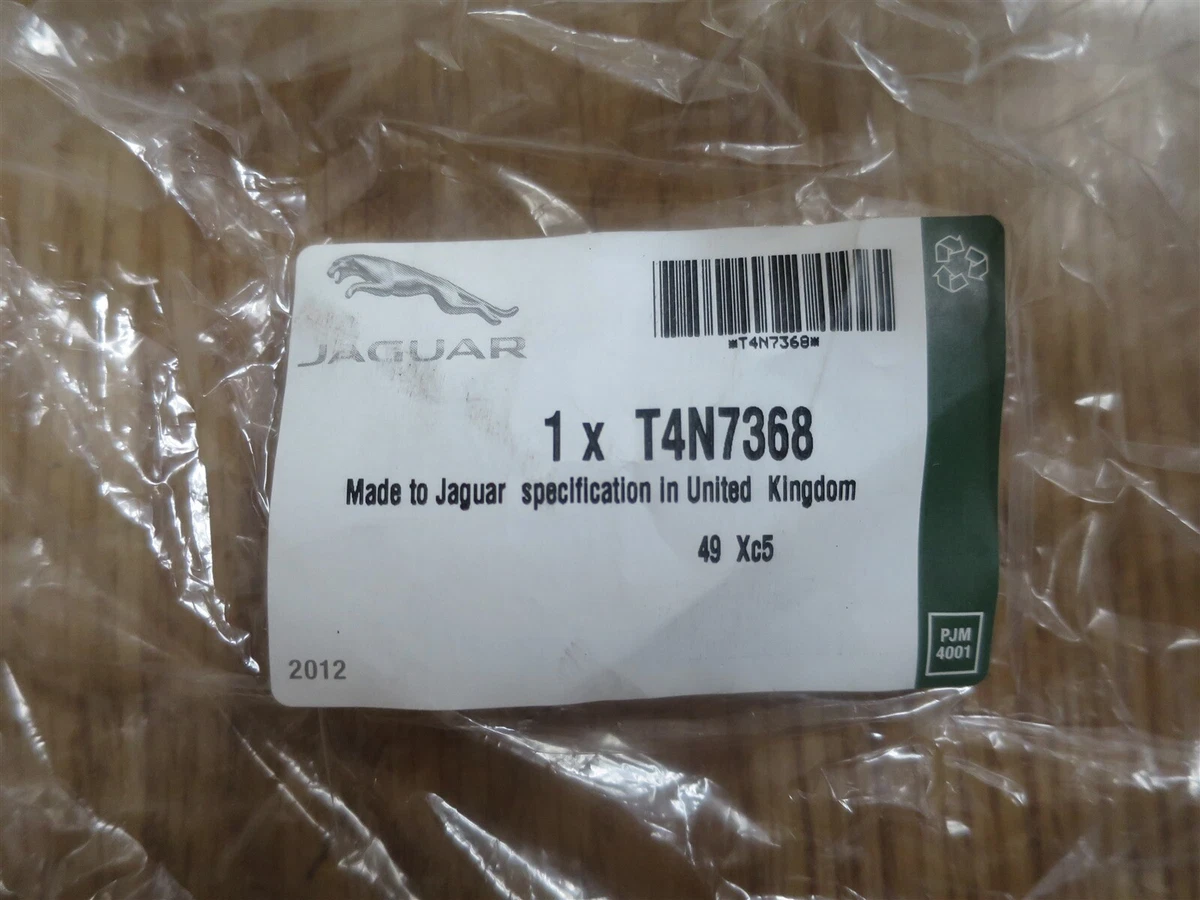 JAGUAR
*T4N7368*
1 x T4N7368
Made to Jaguar specification in United Kingdom
49 Xc5
2012
PJM
4001